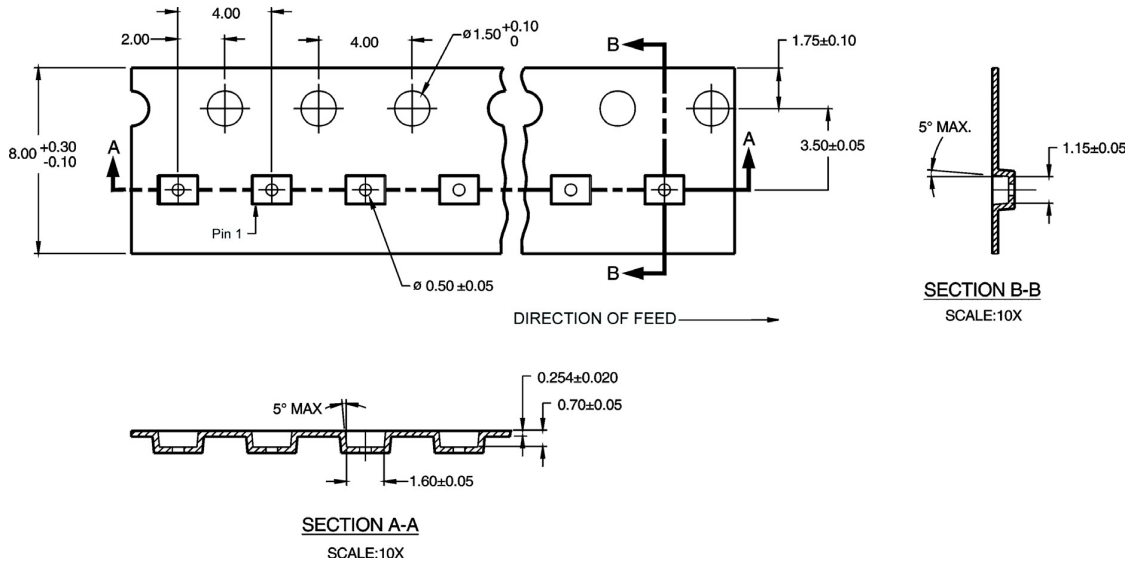 4.00
2.00
4.00
ø1.50 +0.10
0
B
1.75±0.10
8.00 +0.30
-0.10
A
A
3.50±0.05
5° MAX.
1.15±0.05
Pin 1
B
ø 0.50 ±0.05
SECTION B-B
SCALE:10X
DIRECTION OF FEED
0.254±0.020
5° MAX
0.70±0.05
1.60±0.05
SECTION A-A
SCALE:10X